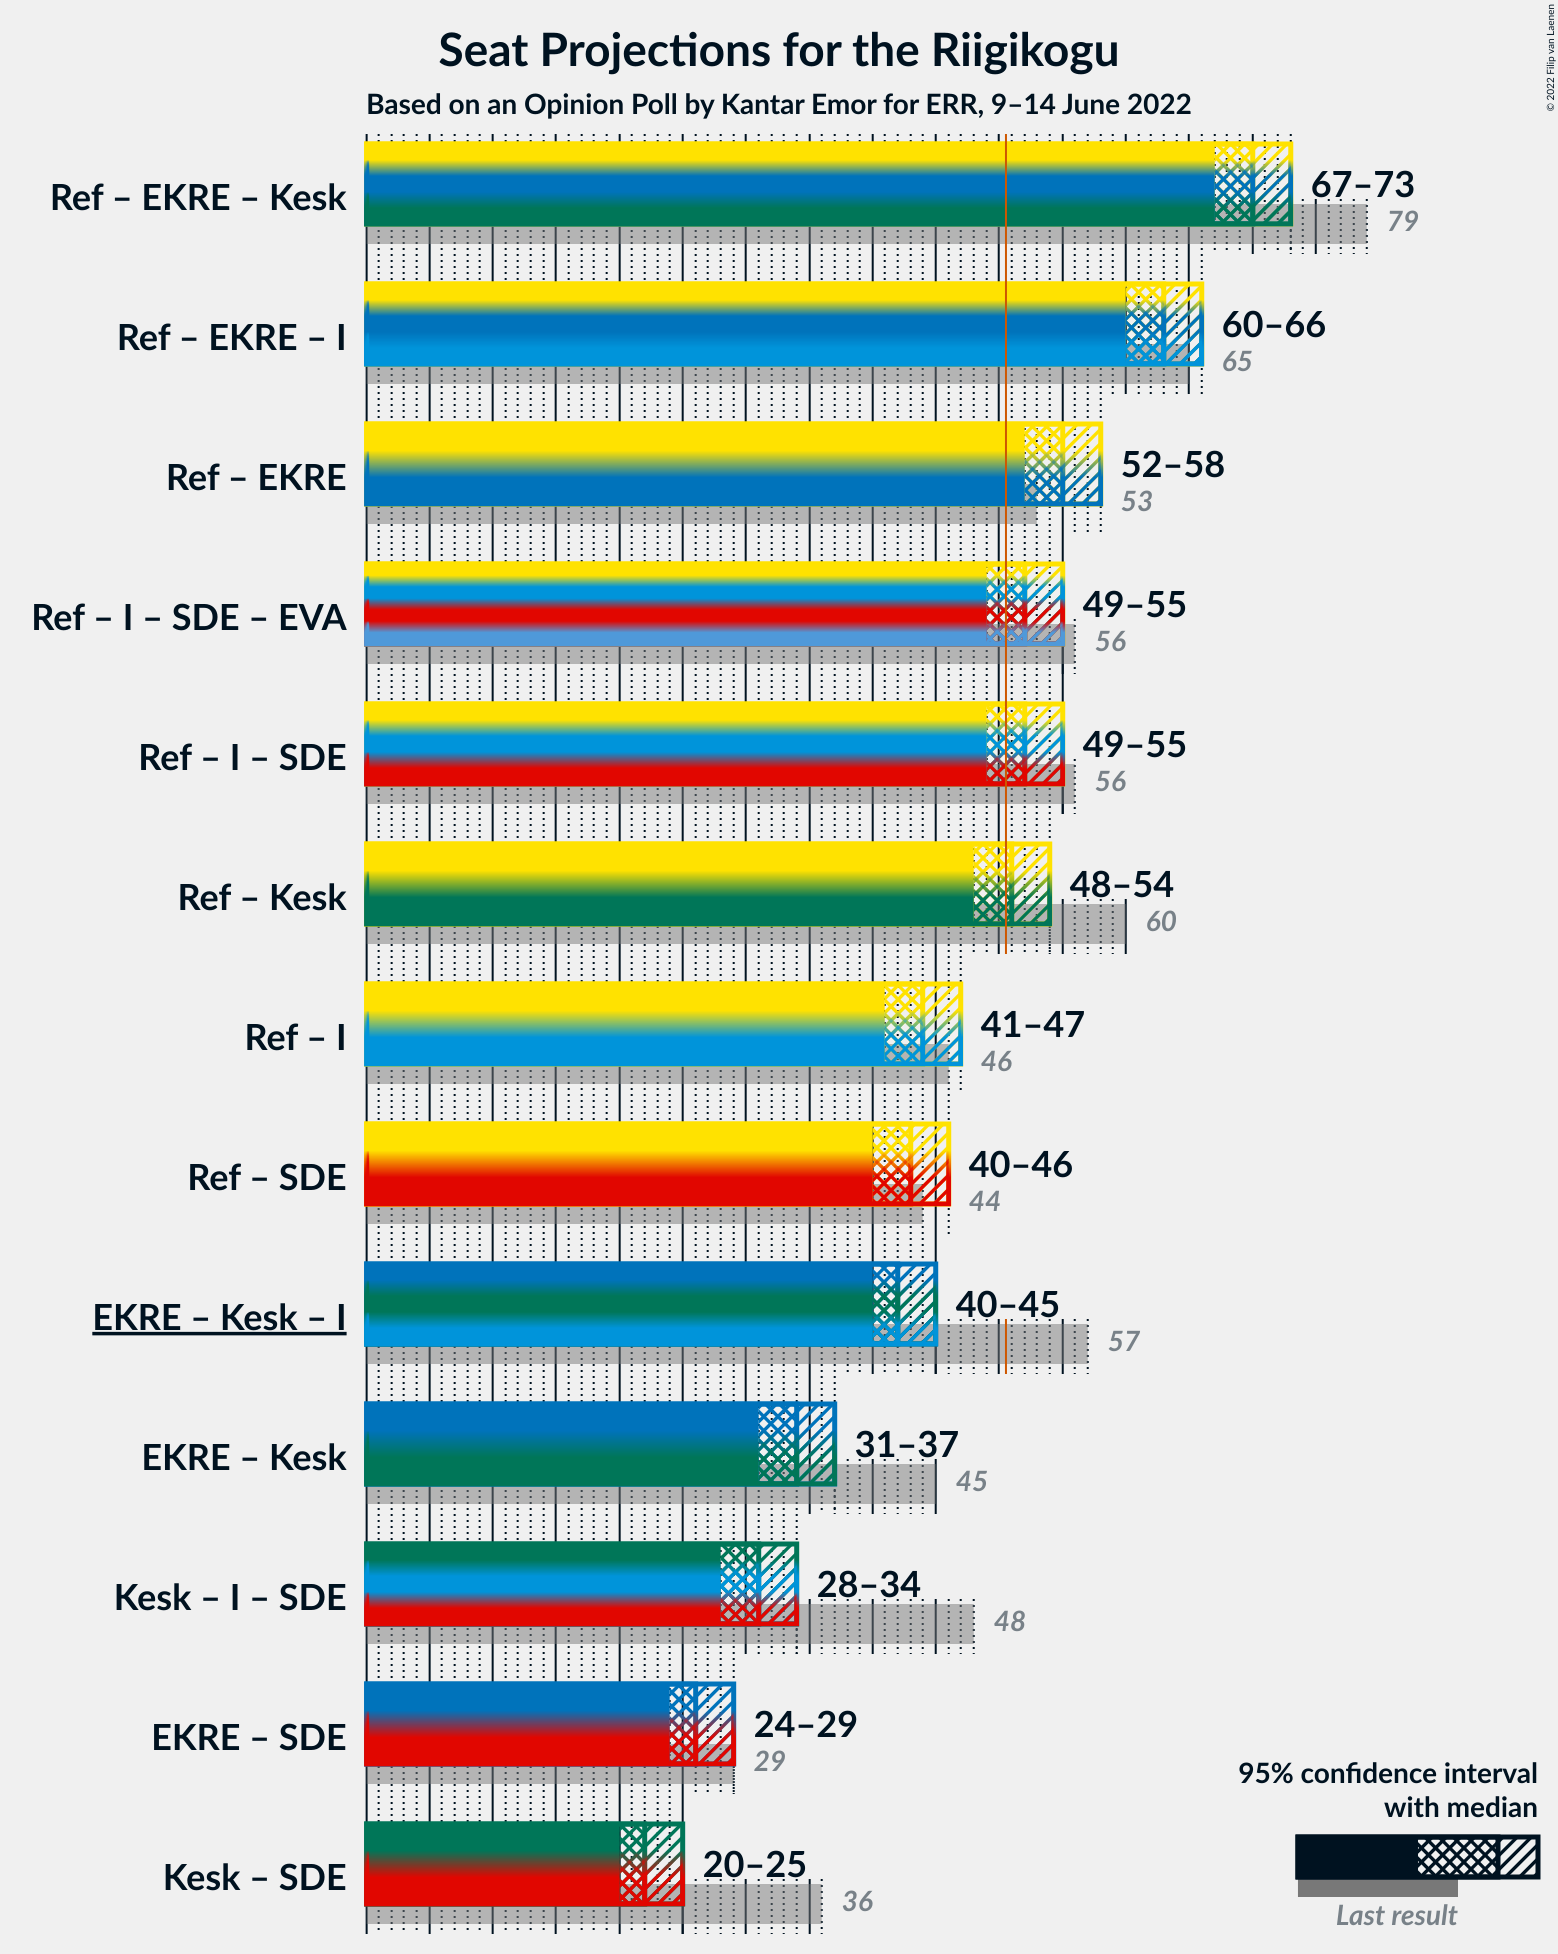 Seat Projections for the Riigikogu
Based on an Opinion Poll by Kantar Emor for ERR, 9–14 June 2022
© 2022 Filip van Laenen
Ref – EKRE – Kesk
67–73
79
Ref – EKRE – I
60–66
65
Ref – EKRE
52–58
53
Ref – I – SDE – EVA
49–55
56
Ref – I – SDE
49–55
56
Ref – Kesk
48–54
60
Ref – I
41–47
46
Ref – SDE
40–46
44
EKRE – Kesk – I
40–45
57
EKRE – Kesk
31–37
45
Kesk – I – SDE
28–34
48
EKRE – SDE
24–29
29
Kesk – SDE
20–25
36
95% confidence interval
with median
Last result